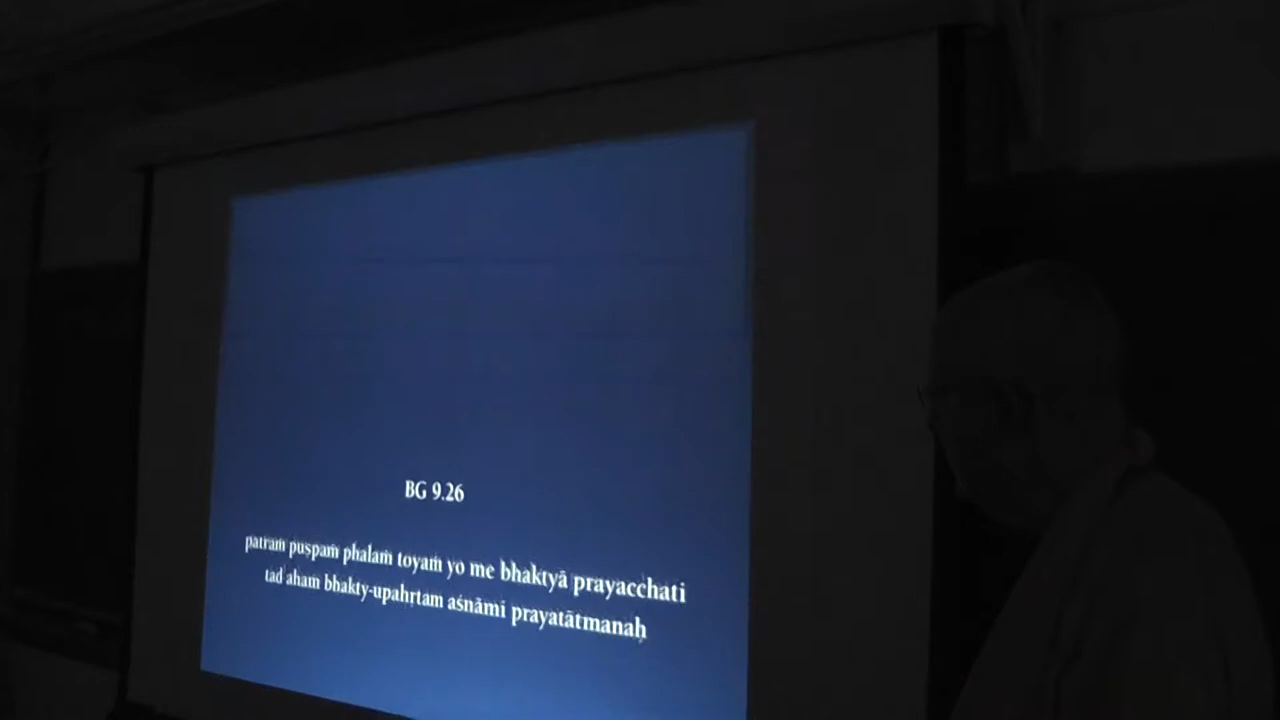 BG 9.26
patraṁ puṣpaṁ phalaṁ toyaṁ yo me bhaktyā prayacchati
tad ahaṁ bhakty-upahṛtam aśnāmi prayatātmanaḥ